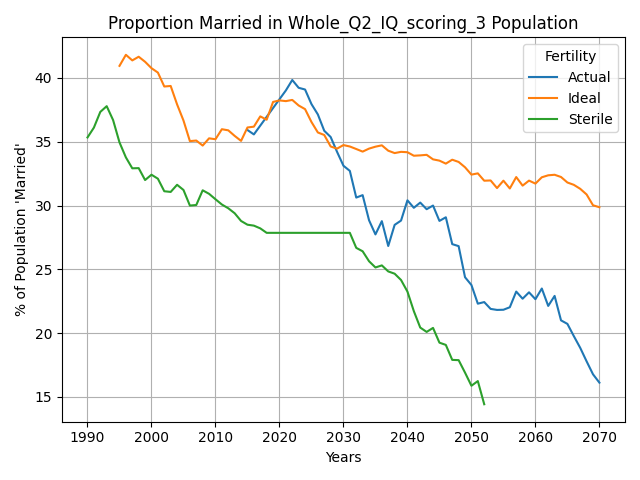 Proportion Married in Whole_Q2_IQ_scoring_3 Population
% of Population 'Married'
40
35
30
25
20
15
Fertility
Actual
Ideal
Sterile
1990 2000 2010 2020 2030 2040 2050 2060 2070
Years